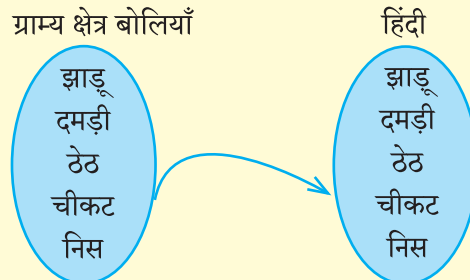 ग्राम्य क्षेत्र बोलियाँ
झाड़ू
दमड़ी
ठेठ
चीकट
निस
हिंदी
झाड़ू
दमड़ी
ठेठ
चीकट
निस